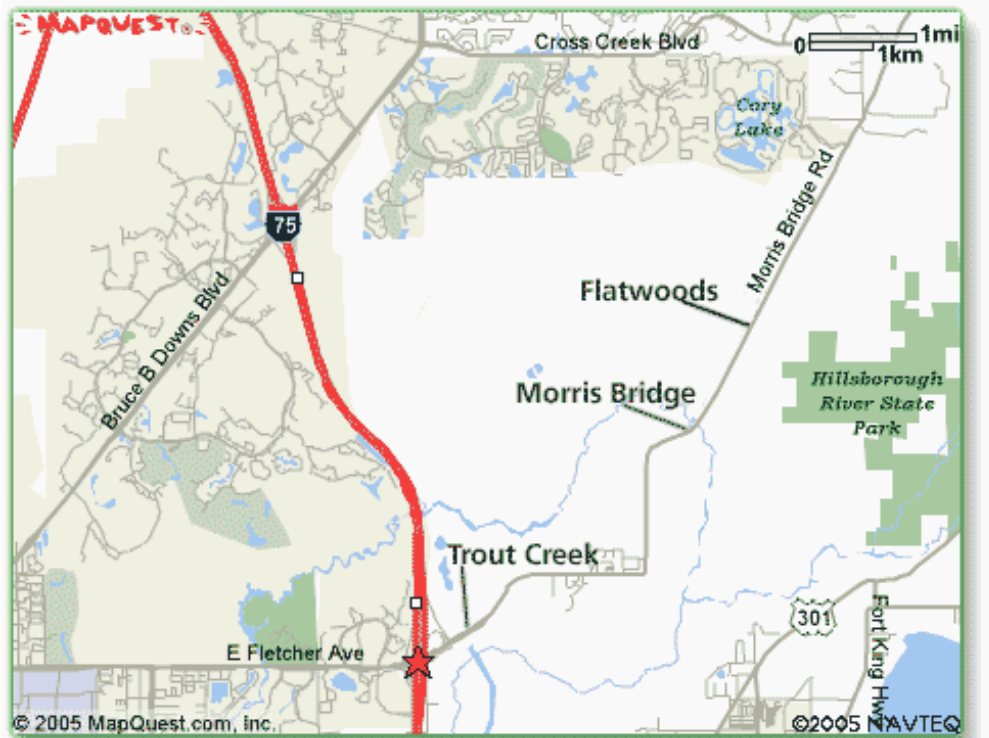 MAPQUEST®
Cross Creek Blvd
0
1mi
1km
Cory
Lake
Morris Bridge Rd
75
Flatwoods
Bruce B Downs Blvd
Morris Bridge
Hillsborough
River State
Park
Trout Creek
301
Fort King Hwy
E Fletcher Ave
© 2005 MapQuest.com, Inc.
©2005 NAVTEQ